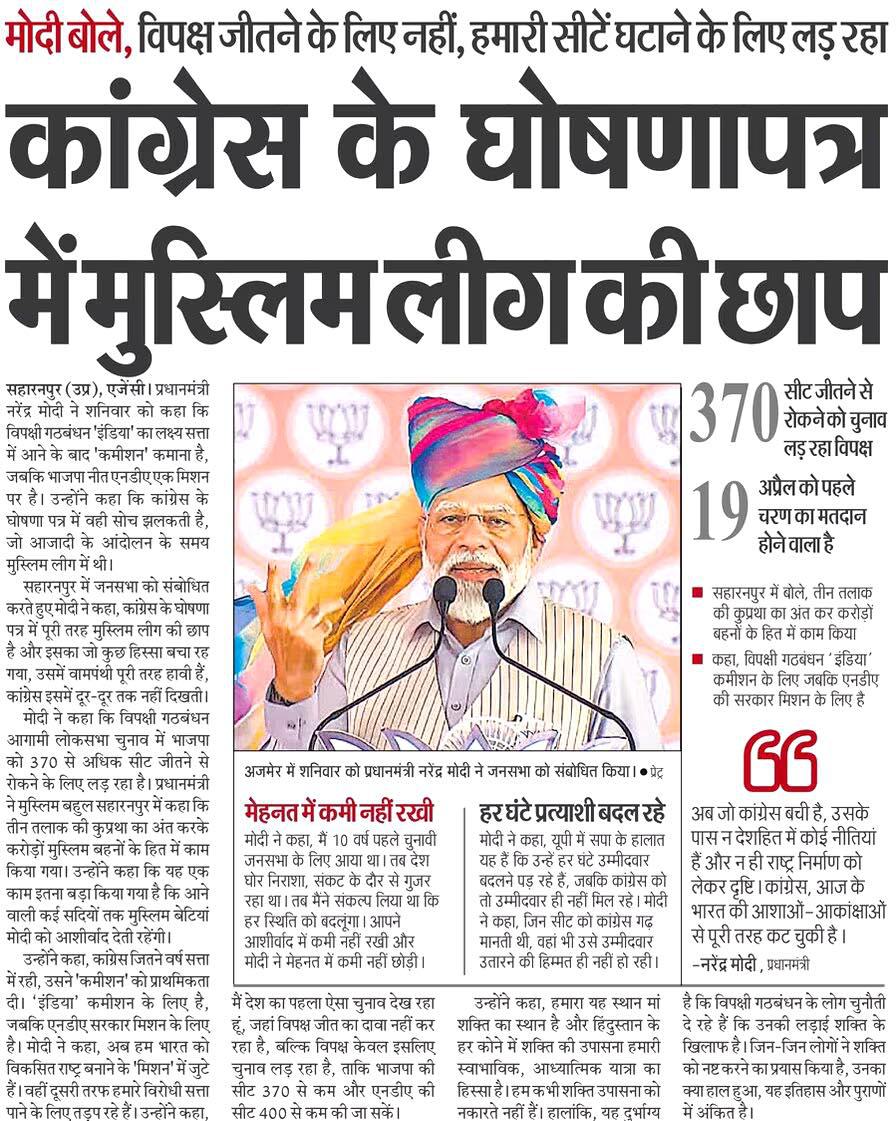 मोदी बोले, विपक्ष जीतने के लिए नहीं, हमारी सीटें घटाने के लिए लड़ रहा
कांग्रेस के घोषणापत्र
में मुस्लिम लीग की छाप
सहारनपुर (उप्र), एजेंसी। प्रधानमंत्री
नरेंद्र मोदी ने शनिवार को कहा कि
विपक्षी गठबंधन 'इंडिया' का लक्ष्य सत्ता
में आने के बाद 'कमीशन' कमाना है,
जबकि भाजपा नीत एनडीए एक मिशन
पर है। उन्होंने कहा कि कांग्रेस के
घोषणा पत्र में वही सोच झलकती है,
जो आजादी के आंदोलन के समय
मुस्लिम लीग में थी।
सहारनपुर में जनसभा को संबोधित
करते हुए मोदी ने कहा, कांग्रेस के घोषणा
पत्र में पूरी तरह मुस्लिम लीग की छाप
है और इसका जो कुछ हिस्सा बचा रह
गया, उसमें वामपंथी पूरी तरह हावी हैं,
कांग्रेस इसमें दूर-दूर तक नहीं दिखती।
मोदी ने कहा कि विपक्षी गठबंधन
आगामी लोकसभा चुनाव में भाजपा
को 370 से अधिक सीट जीतने से
रोकने के लिए लड़ रहा है। प्रधानमंत्री
ने मुस्लिम बहुल सहारनपुर में कहा कि
तीन तलाक की कुप्रथा का अंत करके
करोड़ों मुस्लिम बहनों के हित में काम
किया गया। उन्होंने कहा कि यह एक
काम इतना बड़ा किया गया है कि आने
वाली कई सदियों तक मुस्लिम बेटियां
मोदी को आशीर्वाद देती रहेंगी।
उन्होंने कहा, कांग्रेस जितने वर्ष सत्ता
में रही, उसने 'कमीशन' को प्राथमिकता
दी। ‘इंडिया’ कमीशन के लिए है,
जबकि एनडीए सरकार मिशन के लिए
है। मोदी ने कहा, अब हम भारत को
विकसित राष्ट्र बनाने के 'मिशन' में जुटे
हैं। वहीं दूसरी तरफ हमारे विरोधी सत्ता
पाने के लिए तड़प रहे हैं। उन्होंने कहा,
अजमेर में शनिवार को प्रधानमंत्री नरेंद्र मोदी ने जनसभा को संबोधित किया। ● प्रेट्र
मेहनत में कमी नहीं रखी
मोदी ने कहा, मैं 10 वर्ष पहले चुनावी
जनसभा के लिए आया था। तब देश
घोर निराशा, संकट के दौर से गुजर
रहा था। तब मैंने संकल्प लिया था कि
हर स्थिति को बदलूंगा। आपने
आशीर्वाद में कमी नहीं रखी और
मोदी ने मेहनत में कमी नहीं छोड़ी।
हर घंटे प्रत्याशी बदल रहे
मोदी ने कहा, यूपी में सपा के हालात
यह हैं कि उन्हें हर घंटे उम्मीदवार
बदलने पड़ रहे हैं, जबकि कांग्रेस को
तो उम्मीदवार ही नहीं मिल रहे। मोदी
ने कहा, जिन सीट को कांग्रेस गढ़
मानती थी, वहां भी उसे उम्मीदवार
उतारने की हिम्मत ही नहीं हो रही।
370 सीट जीतने से
रोकने को चुनाव
लड़ रहा विपक्ष
19 अप्रैल को पहले
चरण का मतदान
होने वाला है
■ सहारनपुर में बोले, तीन तलाक
की कुप्रथा का अंत कर करोड़ों
बहनों के हित में काम किया
■ कहा, विपक्षी गठबंधन ‘इंडिया’
कमीशन के लिए जबकि एनडीए
की सरकार मिशन के लिए है
अब जो कांग्रेस बची है, उसके
पास न देशहित में कोई नीतियां
हैं और न ही राष्ट्र निर्माण को
लेकर दृष्टि। कांग्रेस, आज के
भारत की आशाओं-आकांक्षाओं
से पूरी तरह कट चुकी है।
–नरेंद्र मोदी, प्रधानमंत्री
मैं देश का पहला ऐसा चुनाव देख रहा
हूं, जहां विपक्ष जीत का दावा नहीं कर
रहा है, बल्कि विपक्ष केवल इसलिए
चुनाव लड़ रहा है, ताकि भाजपा की
सीट 370 से कम और एनडीए की
सीट 400 से कम की जा सकें।
उन्होंने कहा, हमारा यह स्थान मां
शक्ति का स्थान है और हिंदुस्तान के
हर कोने में शक्ति की उपासना हमारी
स्वाभाविक, आध्यात्मिक यात्रा का
हिस्सा है। हम कभी शक्ति उपासना को
नकारते नहीं हैं। हालांकि, यह दुर्भाग्य
है कि विपक्षी गठबंधन के लोग चुनौती
दे रहे हैं कि उनकी लड़ाई शक्ति के
खिलाफ है। जिन-जिन लोगों ने शक्ति
को नष्ट करने का प्रयास किया है, उनका
क्या हाल हुआ, यह इतिहास और पुराणों
में अंकित है।